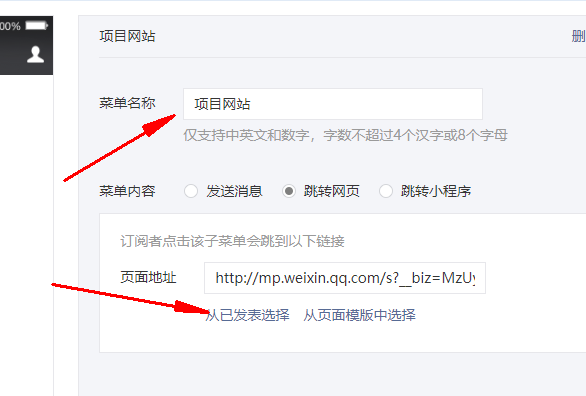 00%
项目网站
删
菜单名称 项目网站
仅支持中英文和数字，字数不超过4个汉字或8个字母
菜单内容 发送消息 跳转网页 跳转小程序
订阅者点击该子菜单会跳到以下链接
页面地址 http://mp.weixin.qq.com/s?__biz=MzUy
从已发表选择 从页面模版中选择